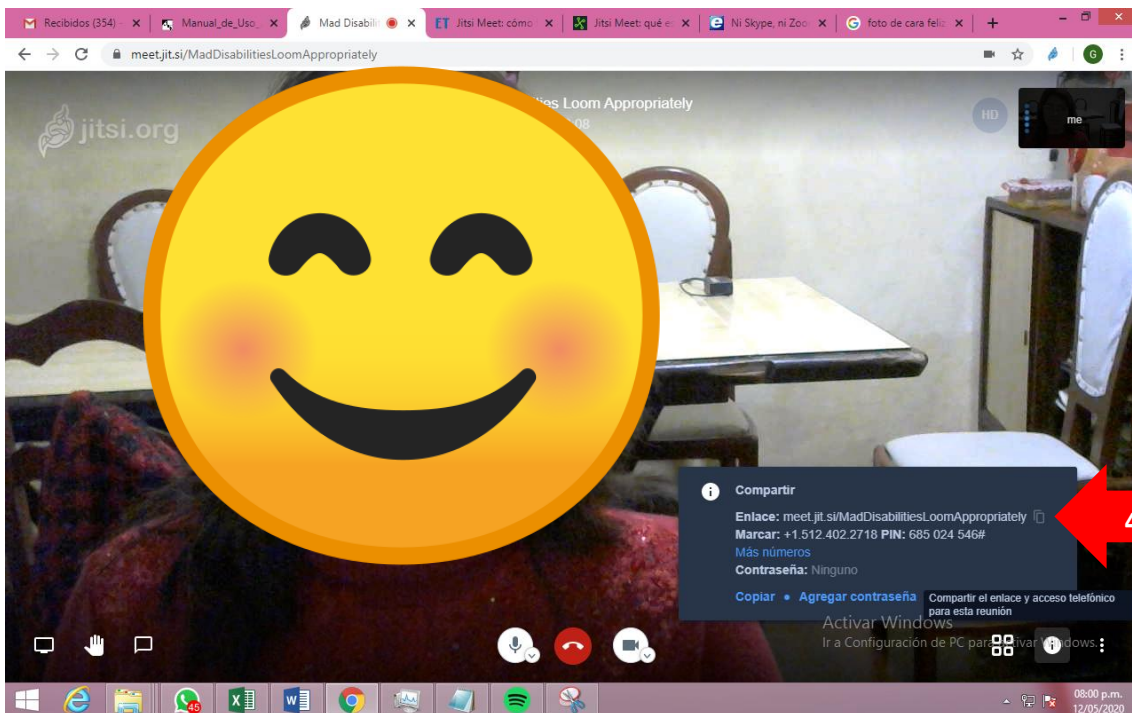 Recibidos (354) -
Manual_de_Uso_
Mad Disabili
ET Jitsi Meet: cómo
Jitsi Meet: qué e
Ni Skype, ni Zoo
foto de cara feliz
meet.jit.si/MadDisabilitiesLoomAppropriately
G
jitsi.org
Loom Appropriately
08
HD
me
Compartir
Enlace: meet.jit.si/MadDisabilitiesLoomAppropriately
4
Marcar: +1.512.402.2718 PIN: 685 024 546#
Más números
Contraseña: Ninguno
Copiar • Agregar contraseña
Compartir el enlace y acceso telefónico
para esta reunión
Activar Windows
Ir a Configuración de PC para activar Windows.
45
08:00 p.m.
12/05/2020